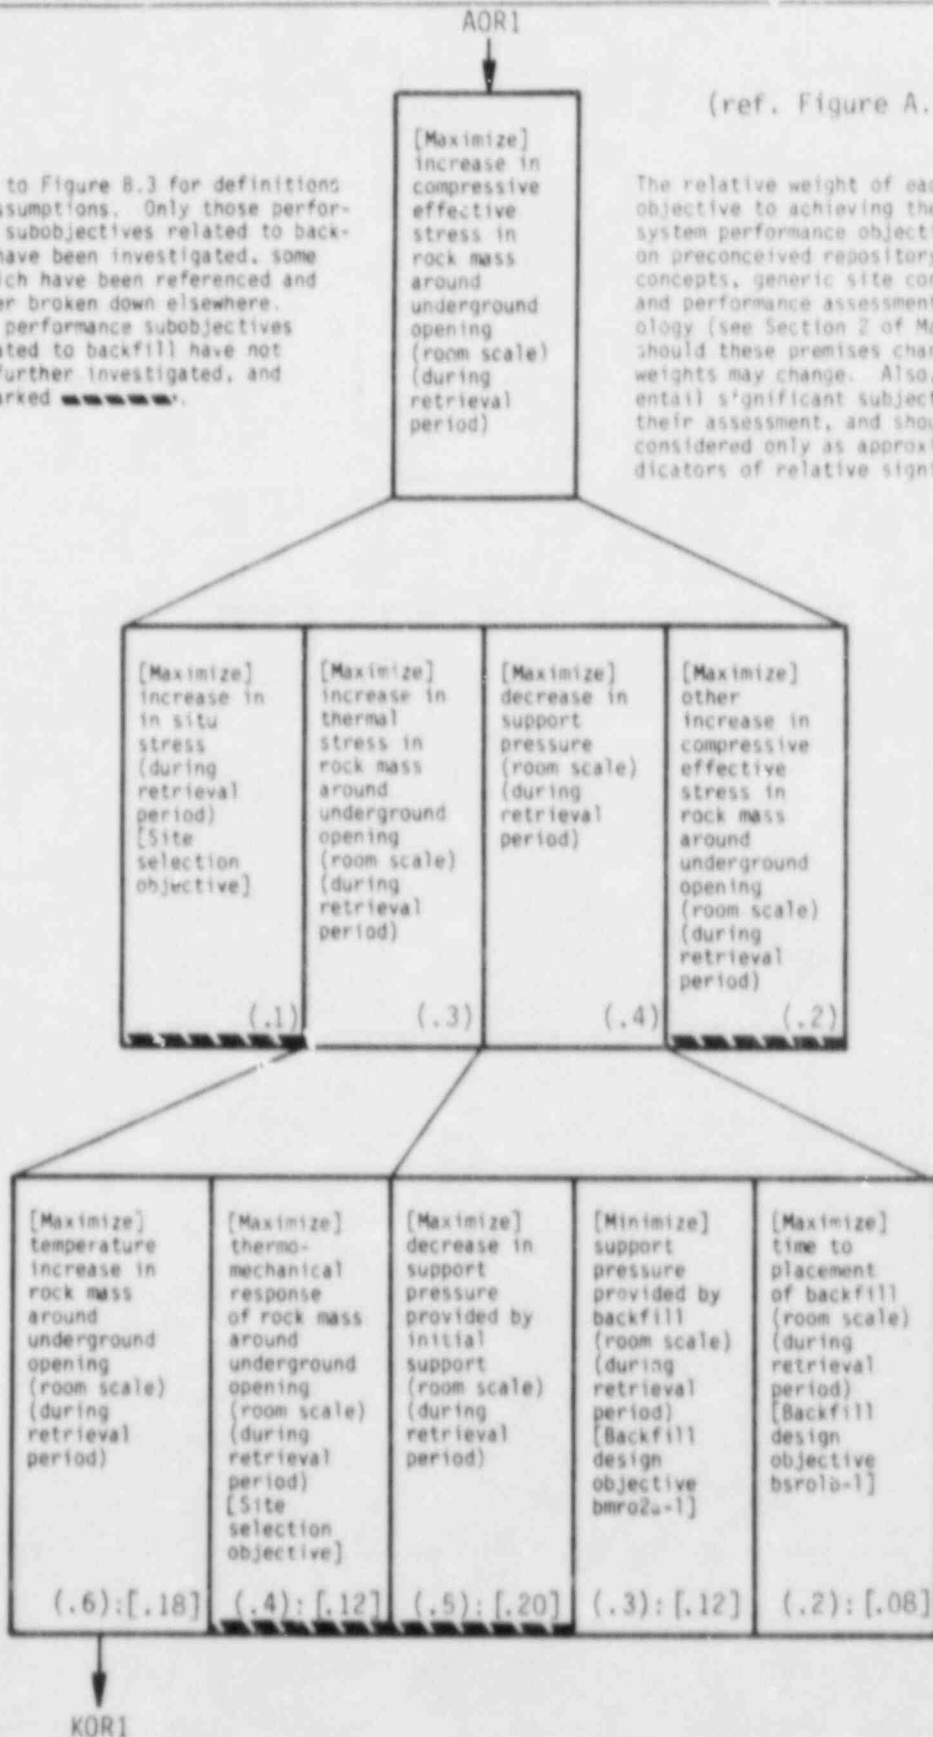 AOR1
(ref. Figure A.
to Figure B.3 for definitions
ssumptions. Only those perfor-
subobjectives related to back-
have been investigated, some
ich have been referenced and
er broken down elsewhere.
performance subobjectives
ated to backfill have not
further investigated, and
arked
[Maximize]
increase in
compressive
effective
stress in
rock mass
around
underground
opening
(room scale)
(during
retrieval
period)
The relative weight of eac
objective to achieving the
system performance objecti
on preconceived repository
concepts, generic site con
and performance assessment
ology (see Section 2 of Ma
should these premises chan
weights may change. Also,
entail significant subject
their assessment, and shou
considered only as approxi
dicators of relative signi
[Maximize]
increase in
in situ
stress
(during
retrieval
period)
[Site
selection
objective]
(.1)
[Maximize]
increase in
thermal
stress in
rock mass
around
underground
opening
(room scale)
(during
retrieval
period)
(.3)
[Maximize]
decrease in
support
pressure
(room scale)
(during
retrieval
period)
(.4)
[Maximize]
other
increase in
compressive
effective
stress in
rock mass
around
underground
opening
(room scale)
(during
retrieval
period)
(.2)
[Maximize]
temperature
increase in
rock mass
around
underground
opening
(room scale)
(during
retrieval
period)
(.6):[.18]
[Maximize]
thermo-
mechanical
response
of rock mass
around
underground
opening
(room scale)
(during
retrieval
period)
[Site
selection
objective]
(.4):[.12]
[Maximize]
decrease in
support
pressure
provided by
initial
support
(room scale)
(during
retrieval
period)
(.5):[.20]
[Minimize]
support
pressure
provided by
backfill
(room scale)
(during
retrieval
period)
[Backfill
design
objective
(.3):[.12]
[Maximize]
time to
placement
of backfill
(room scale)
(during
retrieval
period)
[Backfill
design
objective
(.2):[.08]
KOR1